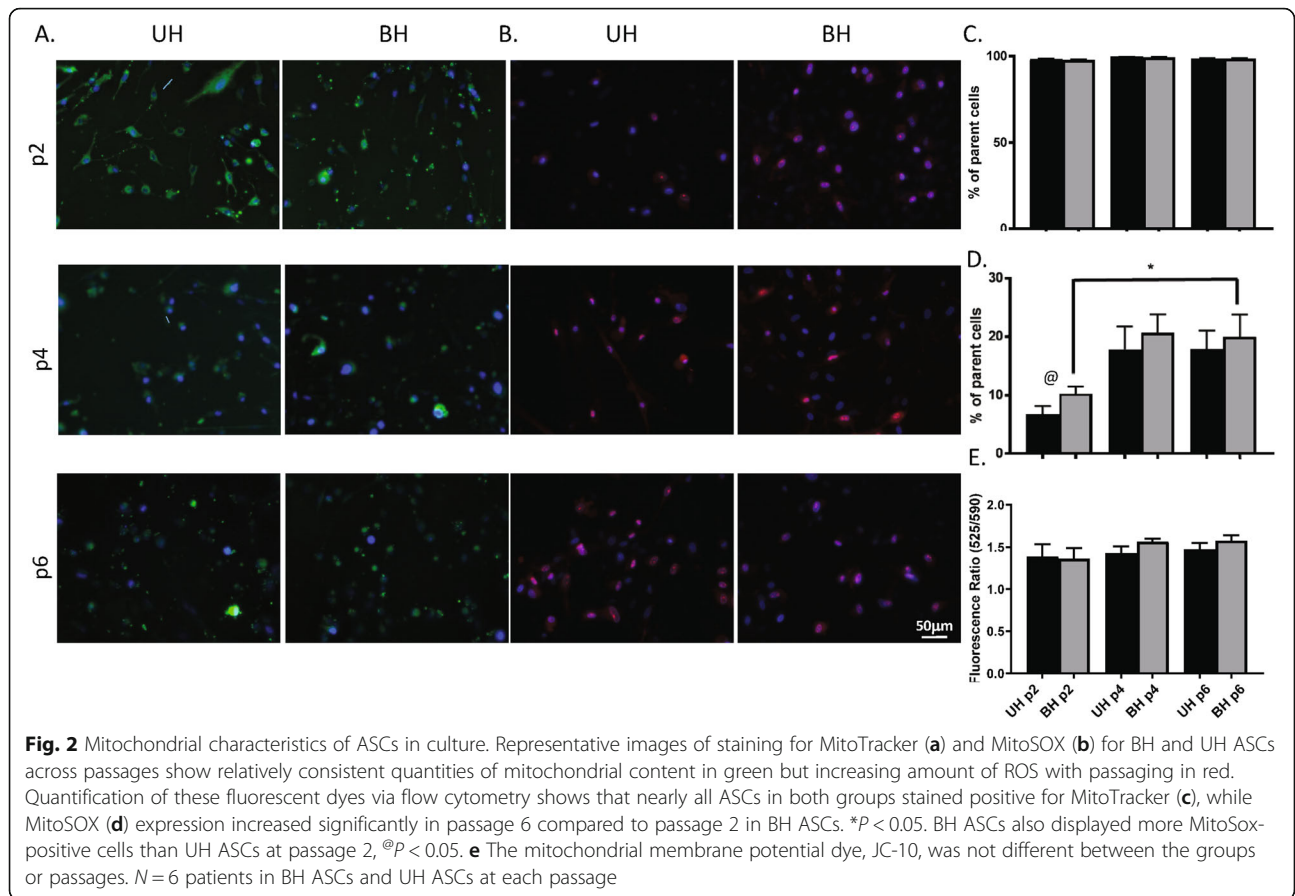 A. UH BH B. UH BH C.
p2
p4
p6
50μm
100
50
0
% of parent cells
D.
*
@
30
20
10
0
% of parent cells
E.
2.0
1.5
1.0
0.5
0.0
Fluorescence Ratio (525/590)
UH p2 BH p2 UH p4 BH p4 UH p6 BH p6
Fig. 2 Mitochondrial characteristics of ASCs in culture. Representative images of staining for MitoTracker (a) and MitoSOX (b) for BH and UH ASCs
across passages show relatively consistent quantities of mitochondrial content in green but increasing amount of ROS with passaging in red.
Quantification of these fluorescent dyes via flow cytometry shows that nearly all ASCs in both groups stained positive for MitoTracker (c), while
MitoSOX (d) expression increased significantly in passage 6 compared to passage 2 in BH ASCs. *P < 0.05. BH ASCs also displayed more MitoSox-
positive cells than UH ASCs at passage 2, @P < 0.05. e The mitochondrial membrane potential dye, JC-10, was not different between the groups
or passages. N = 6 patients in BH ASCs and UH ASCs at each passage